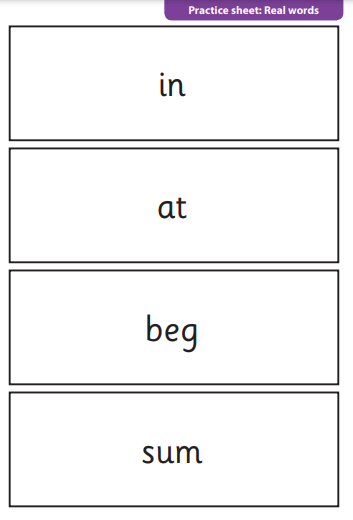 Practice sheet: Real words
in
at
beg
sum